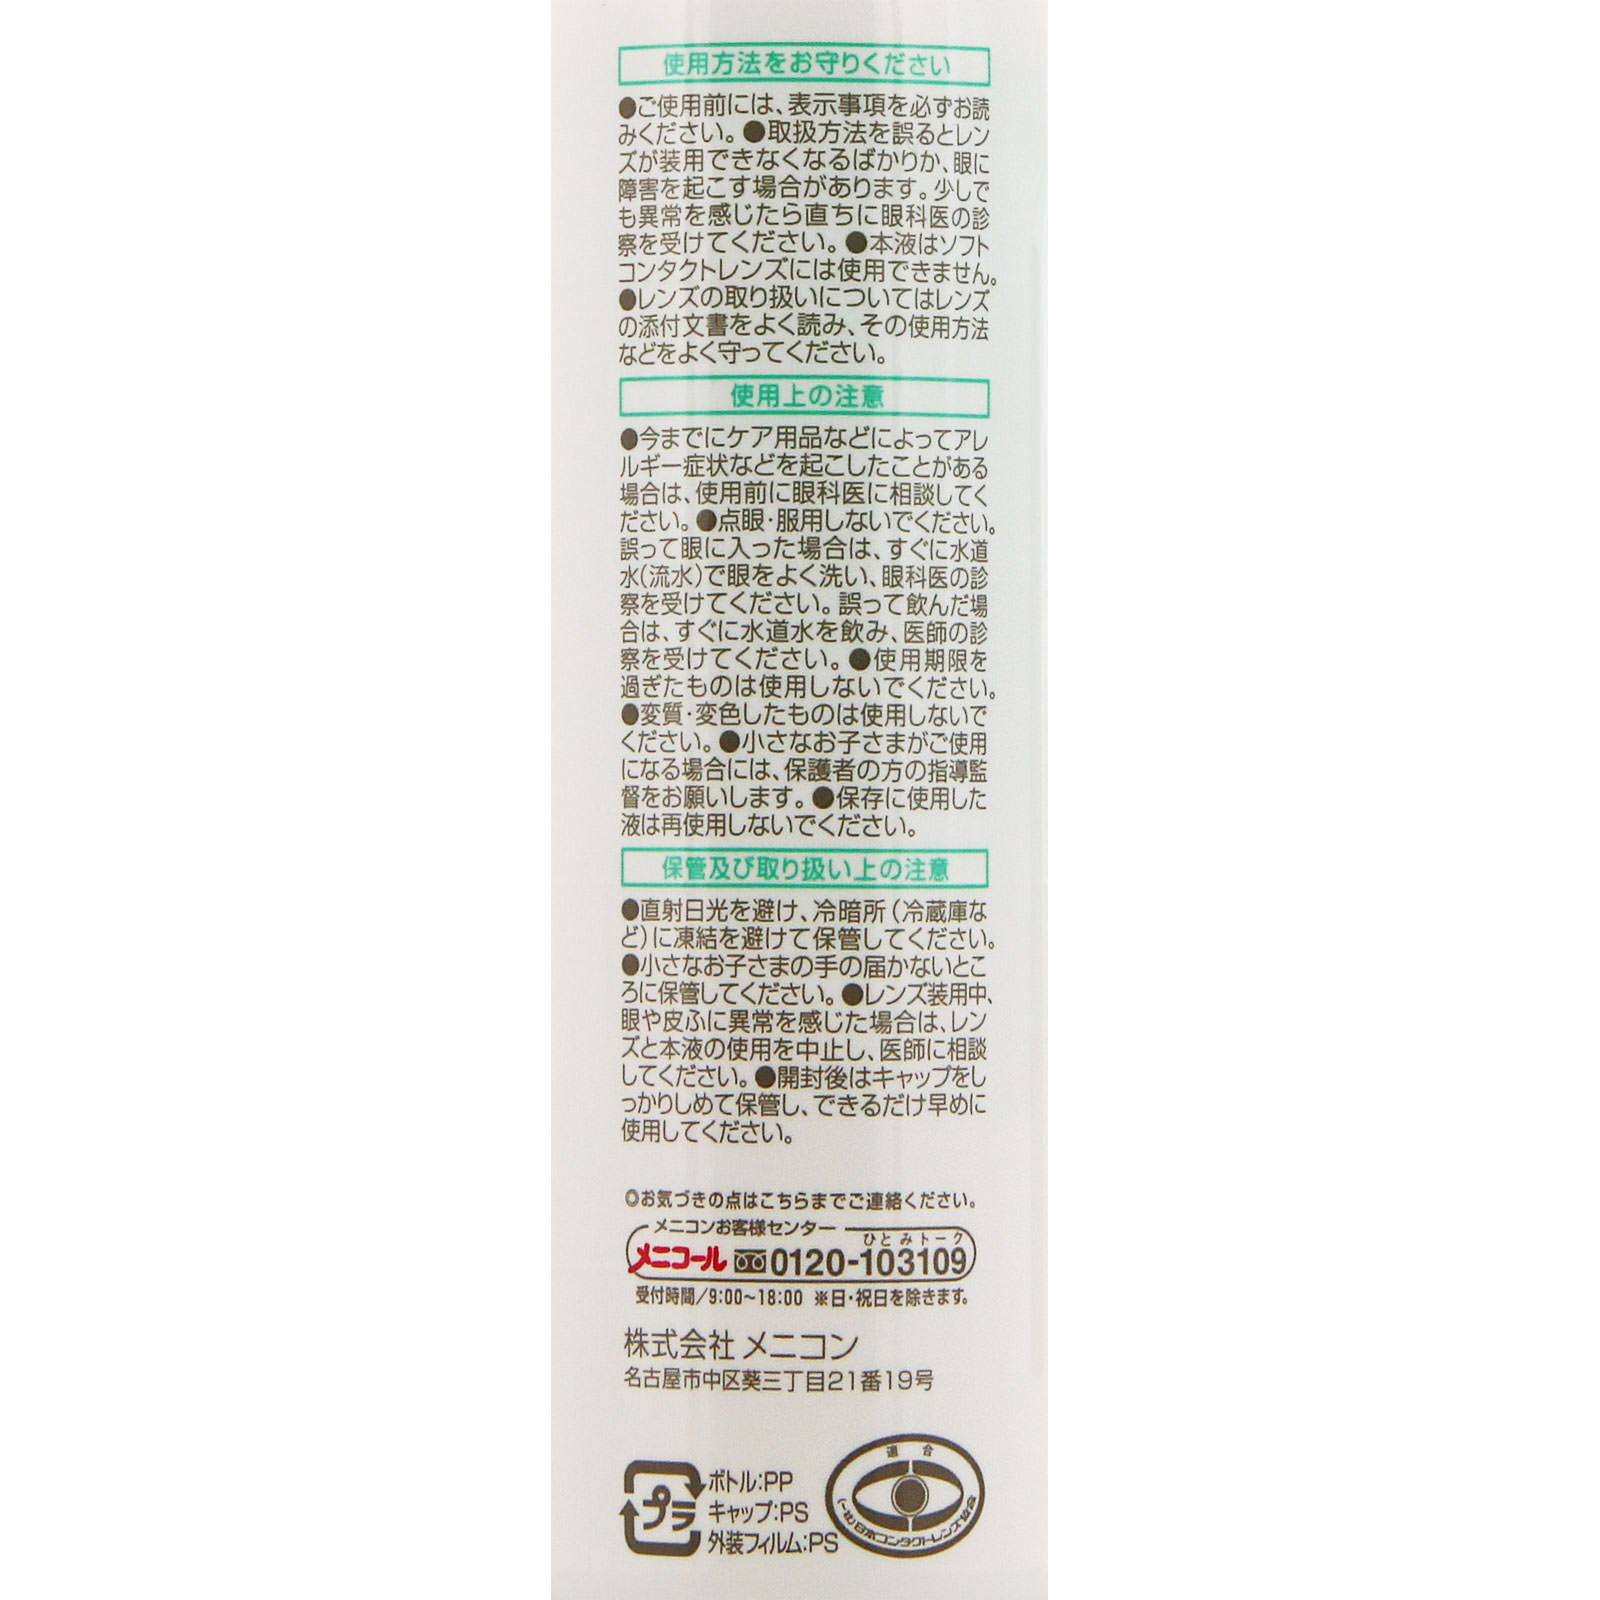 使用方法をお守りください
●ご使用前には、表示事項を必ずお読
みください。●取扱方法を誤るとレン
ズが装用できなくなるばかりか、眼に
障害を起こす場合があります。少しで
も異常を感じたら直ちに眼科医の診
察を受けてください。●本液はソフト
コンタクトレンズには使用できません。
●レンズの取り扱いについてはレンズ
の添付文書をよく読み、その使用方法
などをよく守ってください。
使用上の注意
●今までにケア用品などによってアレ
ルギー症状などを起こしたことがある
場合は、使用前に眼科医に相談してく
ださい。●点眼・服用しないでください。
誤って眼に入った場合は、すぐに水道
水(流水)で眼をよく洗い、眼科医の診
察を受けてください。誤って飲んだ場
合は、すぐに水道水を飲み、医師の診
察を受けてください。●使用期限を
過ぎたものは使用しないでください。
●変質・変色したものは使用しないで
ください。●小さなお子さまがご使用
になる場合には、保護者の方の指導監
督をお願いします。●保存に使用した
液は再使用しないでください。
保管及び取り扱い上の注意
●直射日光を避け、冷暗所(冷蔵庫な
ど)に凍結を避けて保管してください。
●小さなお子さまの手の届かないとこ
ろに保管してください。●レンズ装用中、
眼や皮ふに異常を感じた場合は、レン
ズと本液の使用を中止し、医師に相談
してください。●開封後はキャップをし
っかりしめて保管し、できるだけ早めに
使用してください。
◎お気づきの点はこちらまでご連絡ください。
メニコンお客様センター
ひとみトーク
メニコール 0120-103109
受付時間/9:00～18:00 ※日・祝日を除きます。
株式会社 メニコン
名古屋市中区葵三丁目21番19号
プラ
ボトル:PP
キャップ:PS
外装フィルム:PS
適合
(一社)日本コンタクトレンズ協会